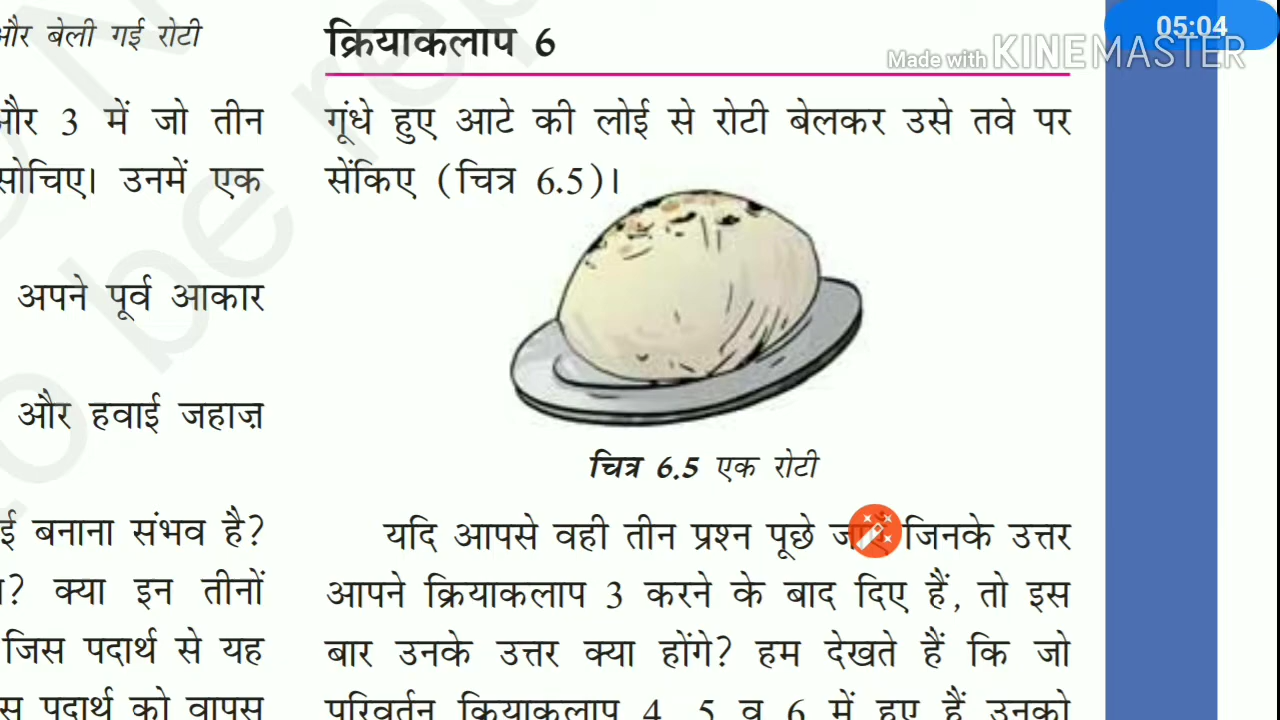 और बेली गई रोटी
और 3 में जो तीन
सोचिए। उनमें एक
अपने पूर्व आकार
और हवाई जहाज़
बनाना संभव है?
क्या इन तीनों
जिस पदार्थ से यह
पदार्थ को वापस
क्रियाकलाप 6
गूंधे हुए आटे की लोई से रोटी बेलकर उसे तवे पर
सेंकिए (चित्र 6.5)।
चित्र 6.5 एक रोटी
यदि आपसे वही तीन प्रश्न पूछे जिनके उत्तर
आपने क्रियाकलाप 3 करने के बाद दिए हैं, तो इस
बार उनके उत्तर क्या होंगे? हम देखते हैं कि जो
परिवर्तन क्रियाकलाप 4, 5 व 6 में हुए हैं उनको
05:04
Made with KINEMASTER
to be rep